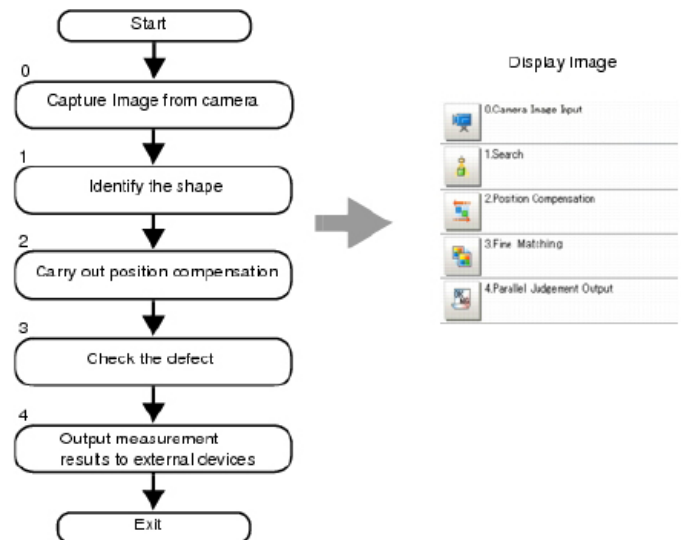 Start
0
Capture Image from camera
1
Identify the shape
2
Carry out position compensation
3
Check the defect
4
Output measurement
results to external devices
Exit
Display Image
0.Camera Image Input
1.Search
2.Position Compensation
3.Fine Matching
4.Parallel Judgement Output